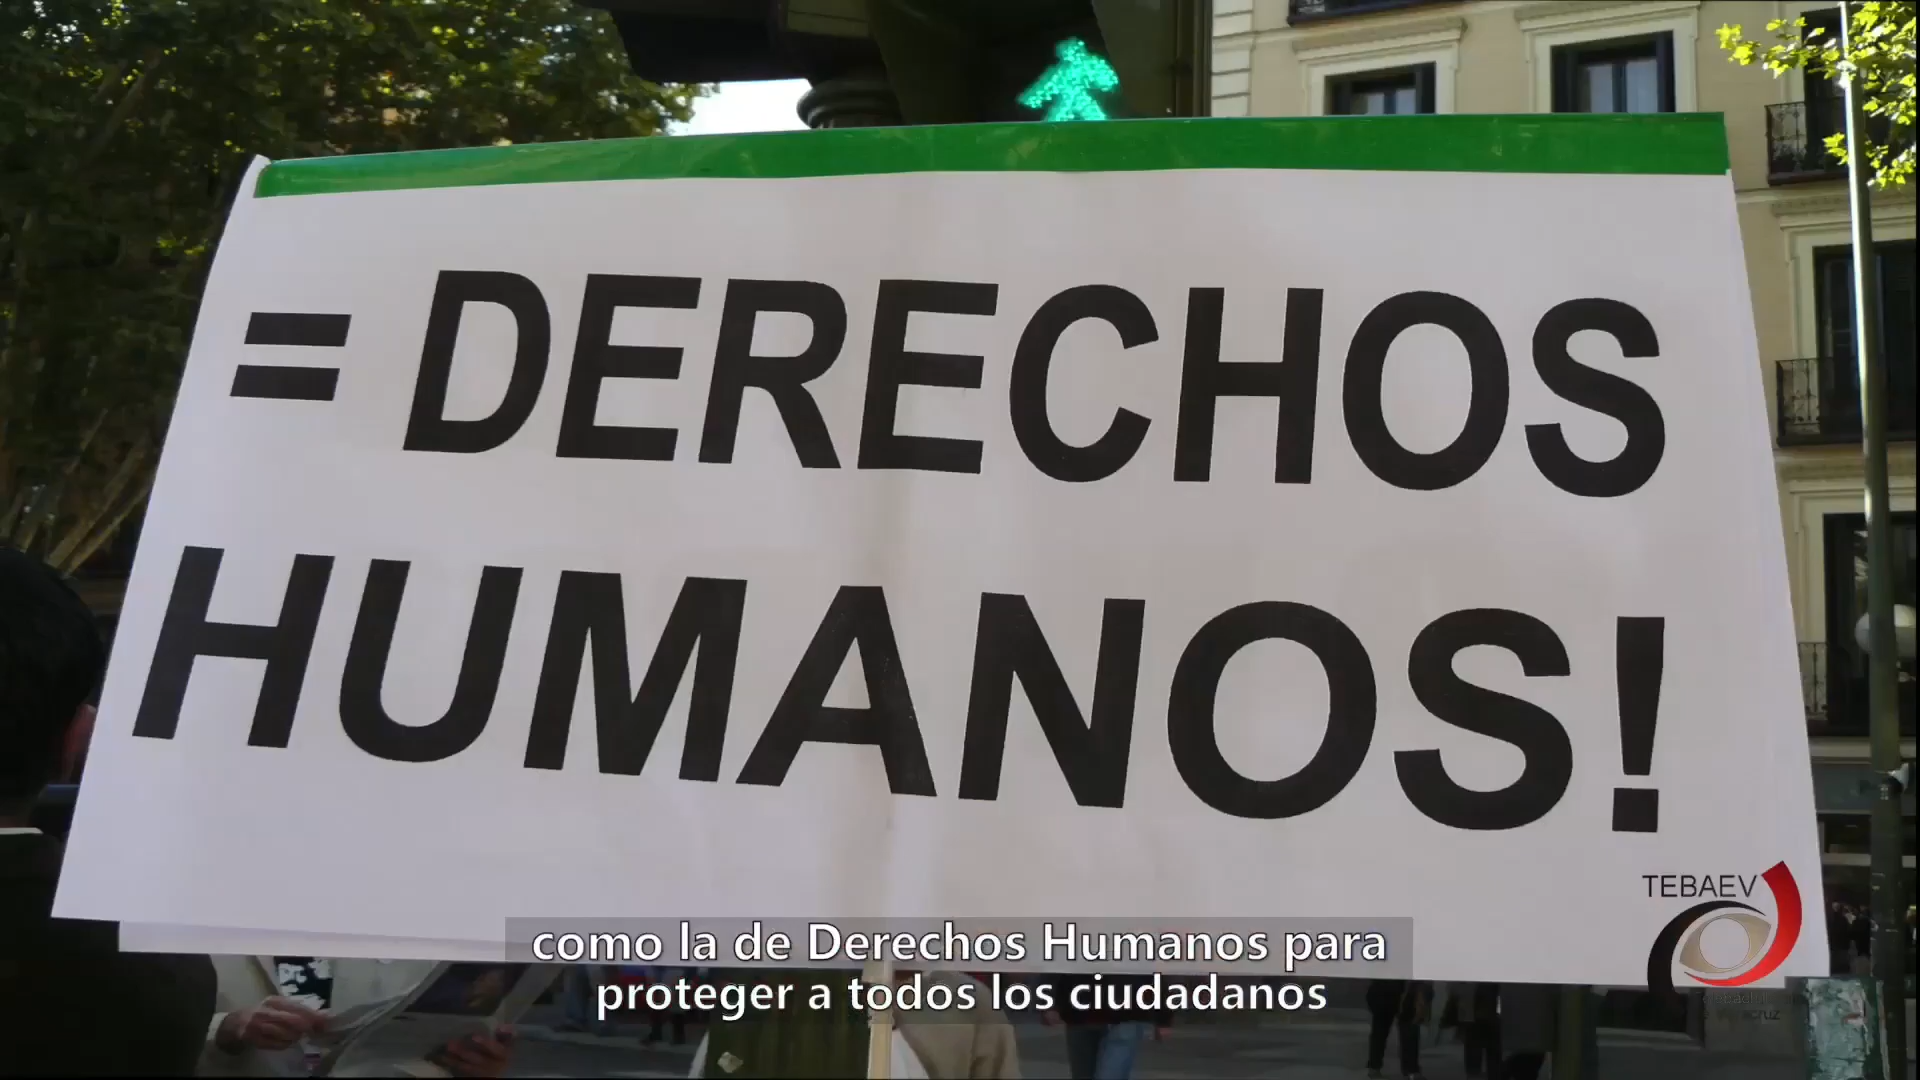 = DERECHOS
HUMANOS!
TEBAEV
como la de Derechos Humanos para
proteger a todos los ciudadanos